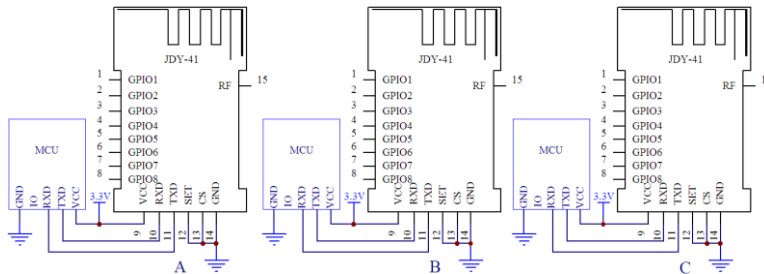 JDY-41
1 GPIO1
2 GPIO2
3 GPIO3
4 GPIO4
5 GPIO5
6 GPIO6
7 GPIO7
8 GPIO8
RF 15
MCU
GND IO RXD TXD VCC
3.3V
VCC RXD TXD SET CS GND
9 10 11 12 13 14
A
JDY-41
1 GPIO1
2 GPIO2
3 GPIO3
4 GPIO4
5 GPIO5
6 GPIO6
7 GPIO7
8 GPIO8
RF 15
MCU
GND IO RXD TXD VCC
3.3V
VCC RXD TXD SET CS GND
9 10 11 12 13 14
B
JDY-41
1 GPIO1
2 GPIO2
3 GPIO3
4 GPIO4
5 GPIO5
6 GPIO6
7 GPIO7
8 GPIO8
RF
MCU
GND IO RXD TXD VCC
3.3V
VCC RXD TXD SET CS GND
9 10 11 12 13 14
C